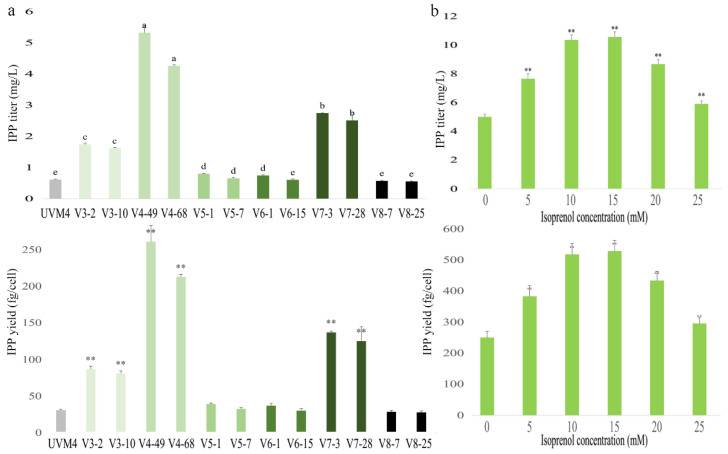 a
IPP titer (mg/L)
6
5
4
3
2
1
0
e c c a a d d d e b b e e
UVM4 V3-2 V3-10 V4-49 V4-68 V5-1 V5-7 V6-1 V6-15 V7-3 V7-28 V8-7 V8-25
IPP yield (fg/cell)
250
200
150
100
50
0
** ** ** ** ** **
UVM4 V3-2 V3-10 V4-49 V4-68 V5-1 V5-7 V6-1 V6-15 V7-3 V7-28 V8-7 V8-25
b
IPP titer (mg/L)
12
10
8
6
4
2
0
** ** ** ** **
0 5 10 15 20 25
Isoprenol concentration (mM)
IPP yield (fg/cell)
600
500
400
300
200
100
0
** ** ** ** **
0 5 10 15 20 25
Isoprenol concentration (mM)